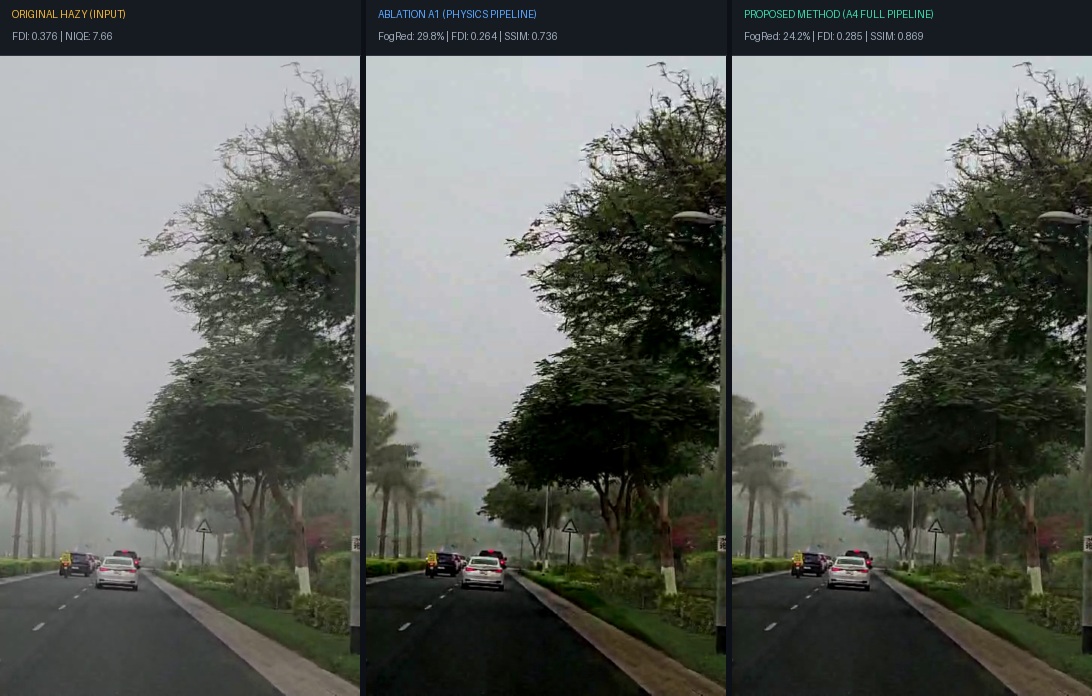 ORIGINAL HAZY (INPUT)
FDI: 0.376 | NIQE: 7.66
ABLATION A1 (PHYSICS PIPELINE)
FogRed: 29.8% | FDI: 0.264 | SSIM: 0.736
PROPOSED METHOD (A4 FULL PIPELINE)
FogRed: 24.2% | FDI: 0.285 | SSIM: 0.869